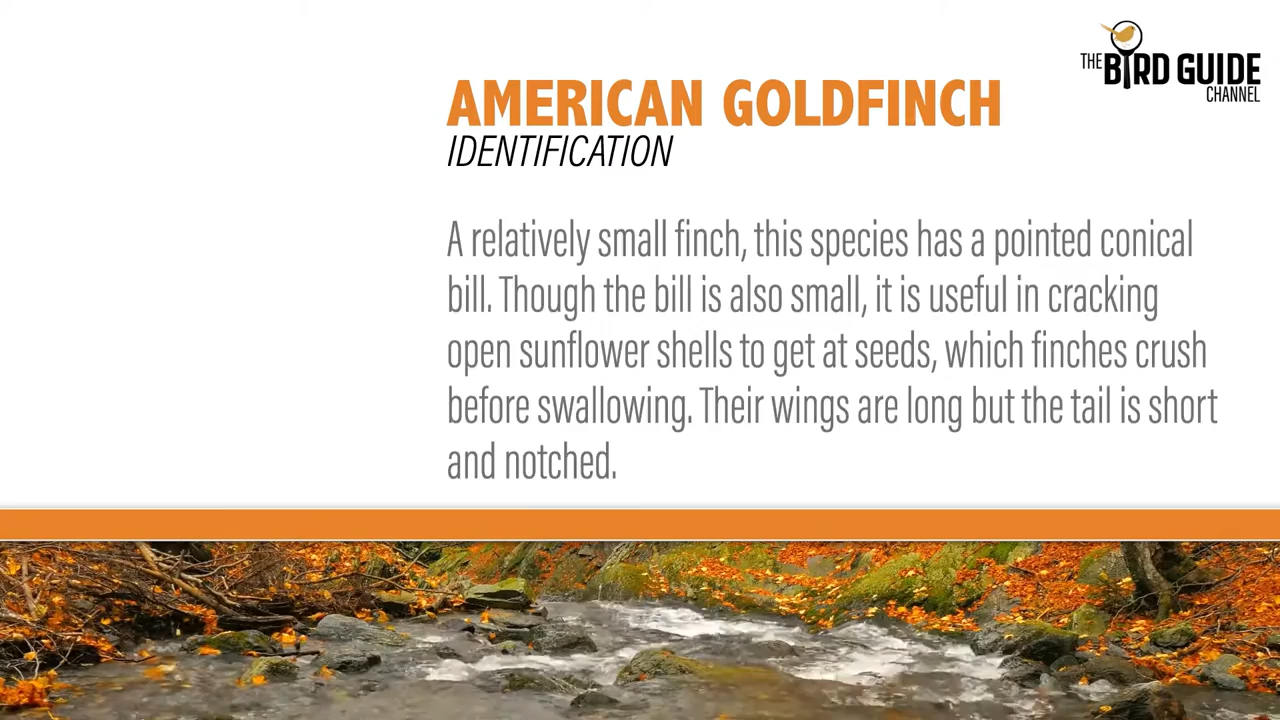 THE BIRD GUIDE
CHANNEL
AMERICAN GOLDFINCH
IDENTIFICATION
A relatively small finch, this species has a pointed conical
bill. Though the bill is also small, it is useful in cracking
open sunflower shells to get at seeds, which finches crush
before swallowing. Their wings are long but the tail is short
and notched.